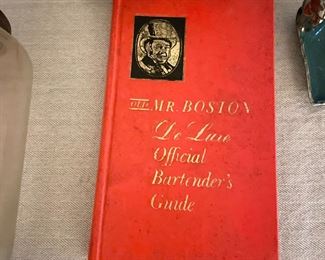 OLD MR. BOSTON
De Luxe
Official
Bartender's
Guide